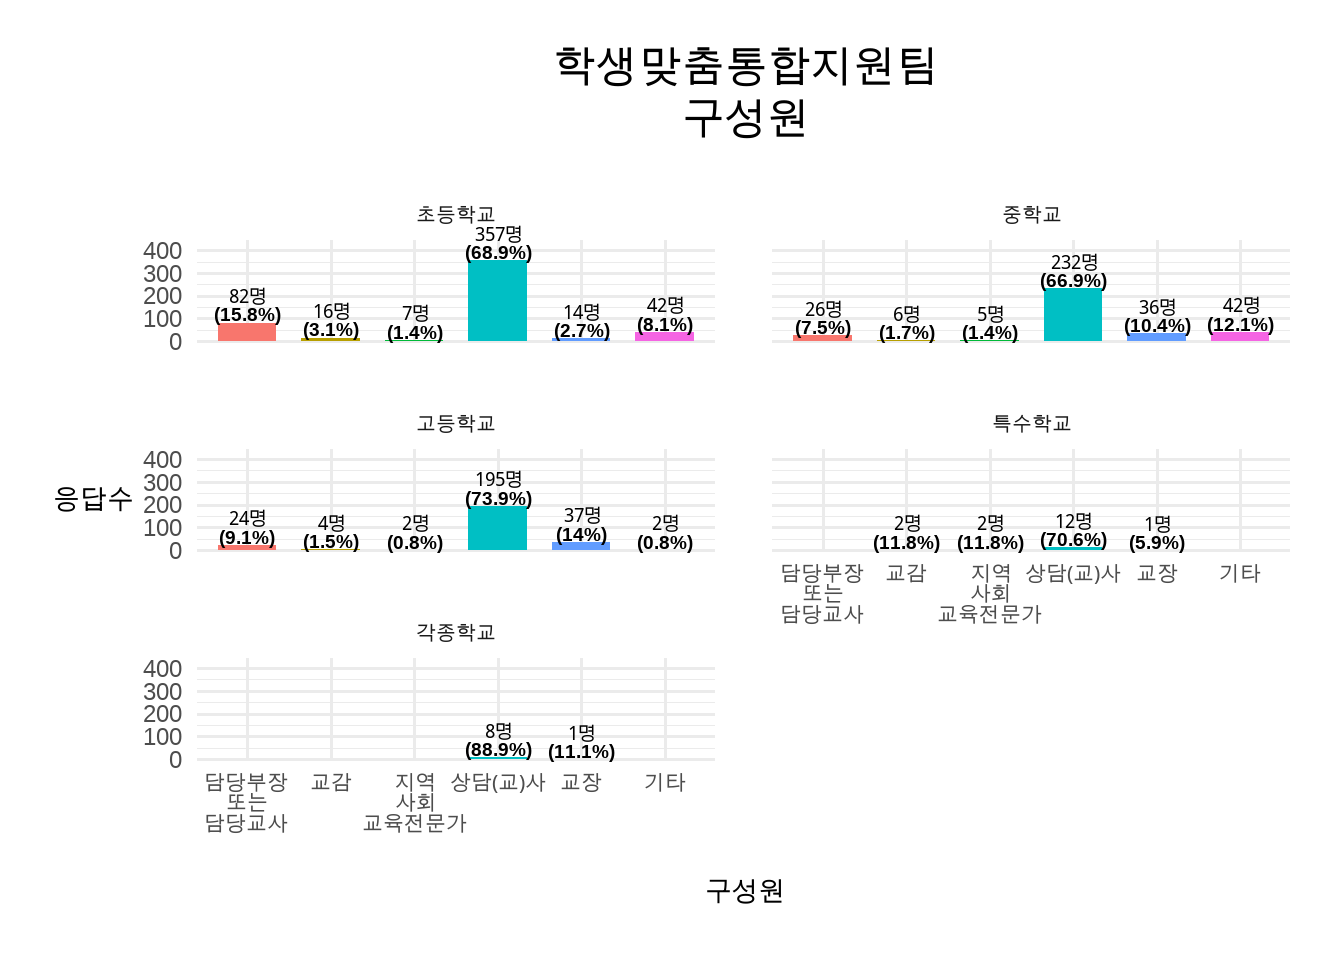 학생맞춤통합지원팀
구성원
초등학교
400
300
200
100
0
82명
(15.8%)
16명
(3.1%)
7명
(1.4%)
357명
(68.9%)
14명
(2.7%)
42명
(8.1%)
중학교
26명
(7.5%)
6명
(1.7%)
5명
(1.4%)
232명
(66.9%)
36명
(10.4%)
42명
(12.1%)
응답수
고등학교
400
300
200
100
0
24명
(9.1%)
4명
(1.5%)
2명
(0.8%)
195명
(73.9%)
37명
(14%)
2명
(0.8%)
특수학교
2명
(11.8%)
2명
(11.8%)
12명
(70.6%)
1명
(5.9%)
담당부장
또는
담당교사
교감
지역
사회
교육전문가
상담(교)사
교장
기타
각종학교
400
300
200
100
0
8명
(88.9%)
1명
(11.1%)
담당부장
또는
담당교사
교감
지역
사회
교육전문가
상담(교)사
교장
기타
구성원